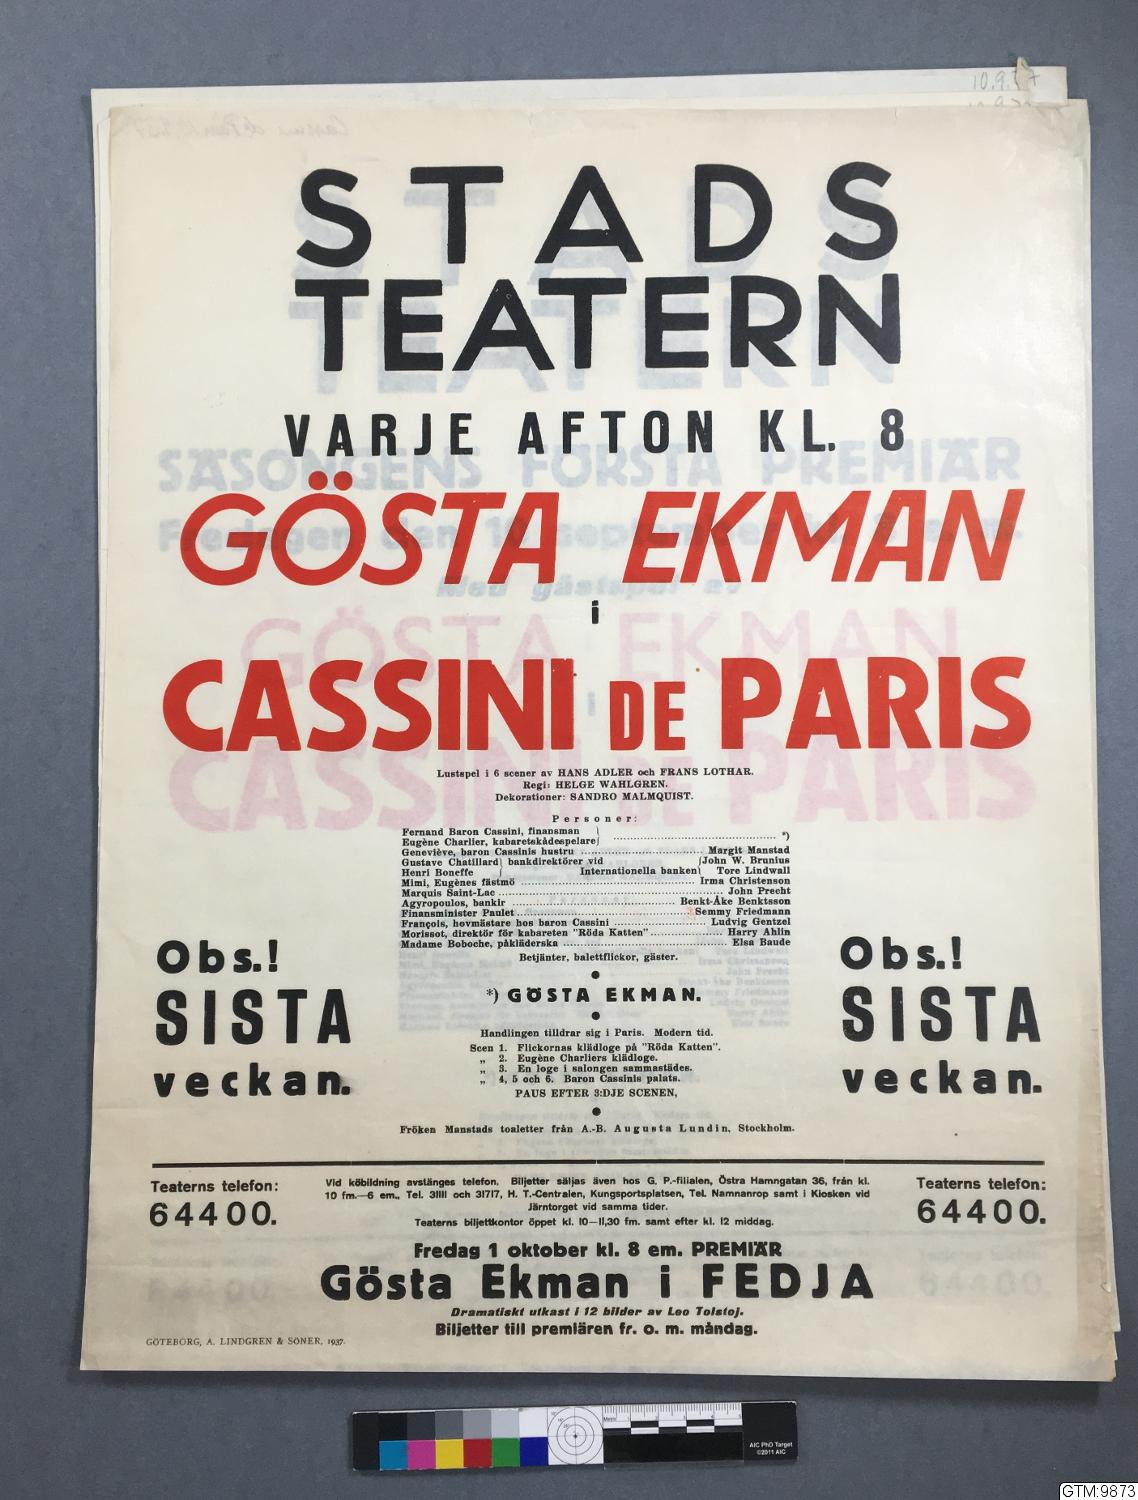 10.9.37
STADS
TEATERN
VARJE AFTON KL. 8
GÖSTA EKMAN
i
CASSINI DE PARIS
Lustspel i 6 scener av HANS ADLER och FRANS LOTHAR.
Regi: HELGE WAHLGREN.
Dekorationer: SANDRO MALMQUIST.
Personer:
Fernand Baron Cassini, finansman
Eugène Charlier, kabaretskådespelare } ........ *)
Geneviève, baron Cassinis hustru ........ Margit Manstad
Gustave Chatillard } bankdirektörer vid { John W. Brunius
Henri Boneffe } Internationella banken { Tore Lindwall
Mimi, Eugènes fästmö ........ Irma Christenson
Marquis Saint-Lac ........ John Precht
Agyropoulos, bankir ........ Benkt-Åke Benktsson
Finansminister Paulet ........ Semmy Friedmann
François, hovmästare hos baron Cassini ........ Ludvig Gentzel
Morissot, direktör för kabareten "Röda Katten" ........ Harry Ahlin
Madame Boboche, påkläderska ........ Elsa Baude
Betjänter, balettflickor, gäster.
*) GÖSTA EKMAN.
Handlingen tilldrar sig i Paris. Modern tid.
Scen 1. Flickornas klädloge på "Röda Katten".
„ 2. Eugène Charliers klädloge.
„ 3. En loge i salongen sammastädes.
„ 4, 5 och 6. Baron Cassinis palats.
PAUS EFTER 3:DJE SCENEN,
Fröken Manstads toaletter från A.-B. Augusta Lundin, Stockholm.
Obs.!
SISTA
veckan.
Obs.!
SISTA
veckan.
Teaterns telefon:
64400.
Vid köbildning avstänges telefon. Biljetter säljas även hos G. P.-filialen, Östra Hamngatan 36, från kl.
10 fm.—6 em., Tel. 31111 och 31717, H. T.-Centralen, Kungsportsplatsen, Tel. Namnanrop samt i Kiosken vid
Järntorget vid samma tider.
Teaterns biljettkontor öppet kl. 10—11,30 fm. samt efter kl. 12 middag.
Teaterns telefon:
64400.
Fredag 1 oktober kl. 8 em. PREMIÄR
Gösta Ekman i FEDJA
Dramatiskt utkast i 12 bilder av Leo Tolstoj.
Biljetter till premiären fr. o. m. måndag.
GÖTEBORG, A. LINDGREN & SÖNER, 1937.
AIC PhD Target
©2011 AIC
GTM:9873